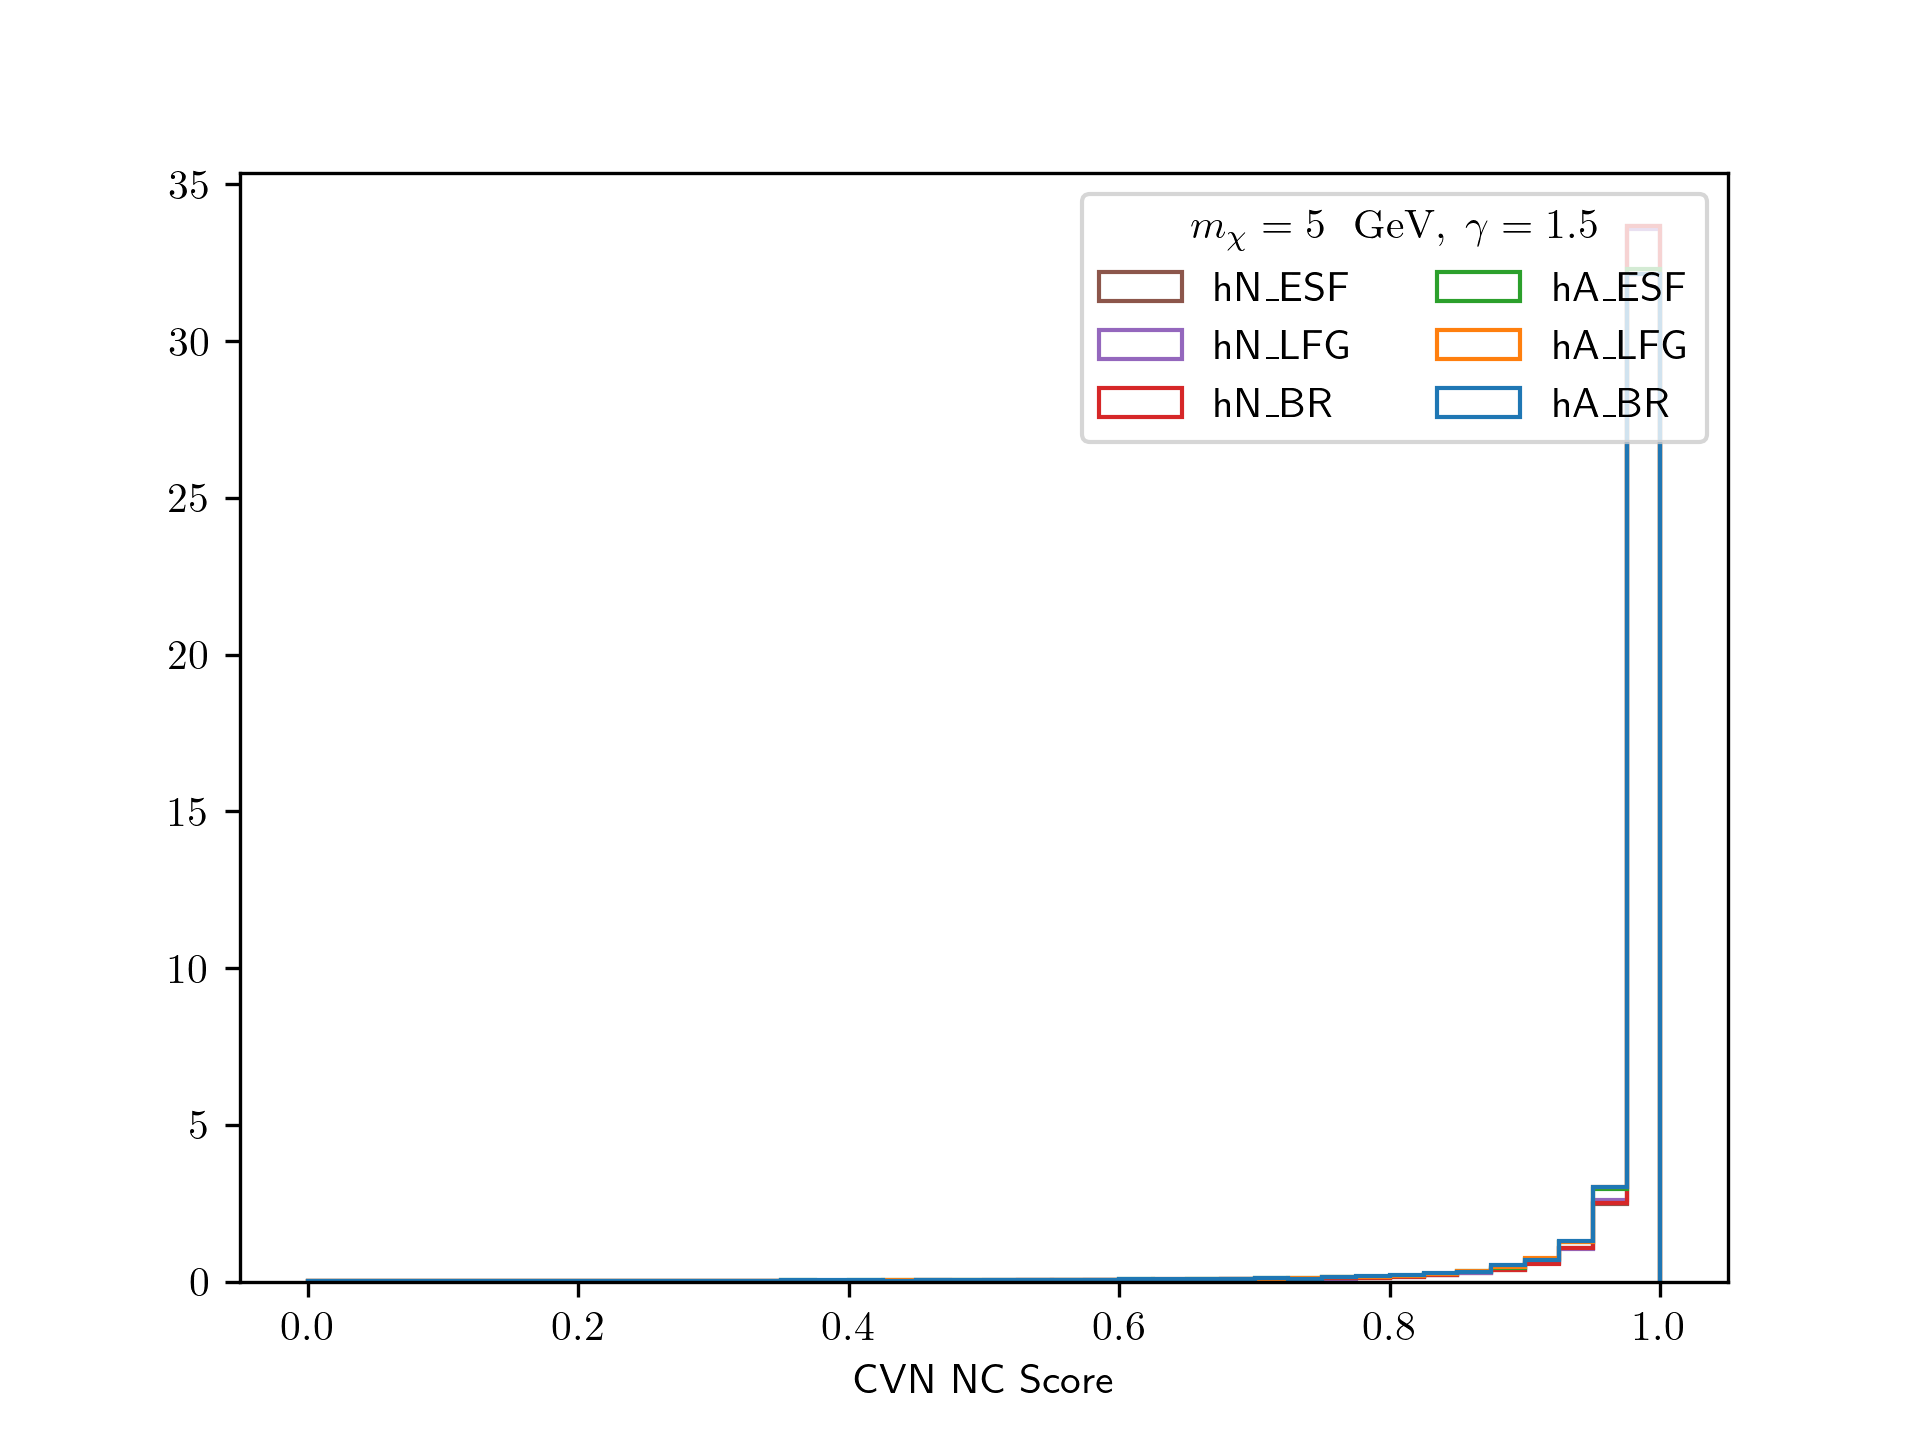 35
30
25
20
15
10
5
0
0.0 0.2 0.4 0.6 0.8 1.0
CVN NC Score
m_χ = 5 GeV, γ = 1.5
hN_ESF hA_ESF
hN_LFG hA_LFG
hN_BR hA_BR